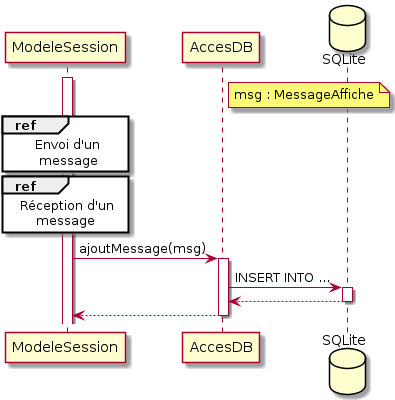 ModeleSession
AccesDB
SQLite
msg : MessageAffiche
ref
Envoi d'un
message
ref
Réception d'un
message
ajoutMessage(msg)
INSERT INTO ...
ModeleSession
AccesDB
SQLite